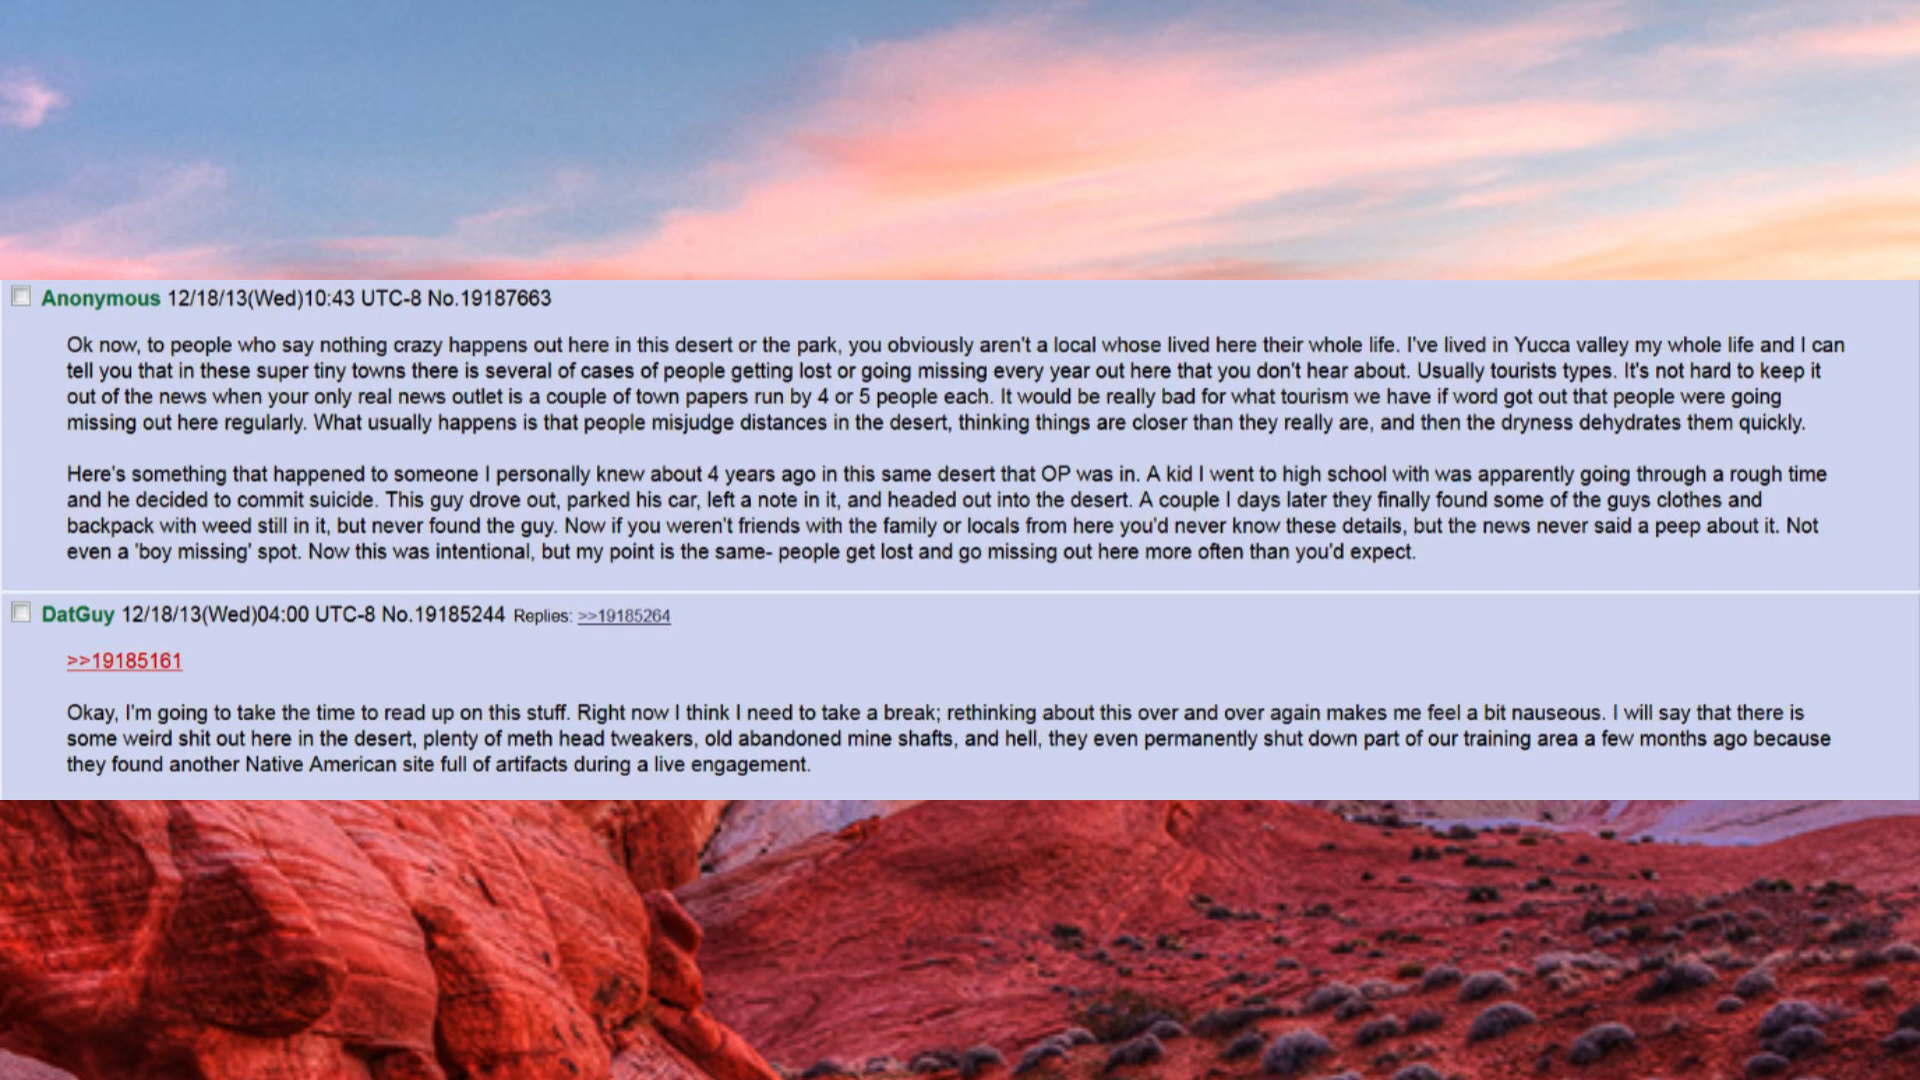 Anonymous 12/18/13(Wed)10:43 UTC-8 No.19187663
Ok now, to people who say nothing crazy happens out here in this desert or the park, you obviously aren't a local whose lived here their whole life. I've lived in Yucca valley my whole life and I can
tell you that in these super tiny towns there is several of cases of people getting lost or going missing every year out here that you don't hear about. Usually tourists types. It's not hard to keep it
out of the news when your only real news outlet is a couple of town papers run by 4 or 5 people each. It would be really bad for what tourism we have if word got out that people were going
missing out here regularly. What usually happens is that people misjudge distances in the desert, thinking things are closer than they really are, and then the dryness dehydrates them quickly.
Here's something that happened to someone I personally knew about 4 years ago in this same desert that OP was in. A kid I went to high school with was apparently going through a rough time
and he decided to commit suicide. This guy drove out, parked his car, left a note in it, and headed out into the desert. A couple I days later they finally found some of the guys clothes and
backpack with weed still in it, but never found the guy. Now if you weren't friends with the family or locals from here you'd never know these details, but the news never said a peep about it. Not
even a 'boy missing' spot. Now this was intentional, but my point is the same- people get lost and go missing out here more often than you'd expect.
DatGuy 12/18/13(Wed)04:00 UTC-8 No.19185244 Replies: >>19185264
>>19185161
Okay, I'm going to take the time to read up on this stuff. Right now I think I need to take a break; rethinking about this over and over again makes me feel a bit nauseous. I will say that there is
some weird shit out here in the desert, plenty of meth head tweakers, old abandoned mine shafts, and hell, they even permanently shut down part of our training area a few months ago because
they found another Native American site full of artifacts during a live engagement.